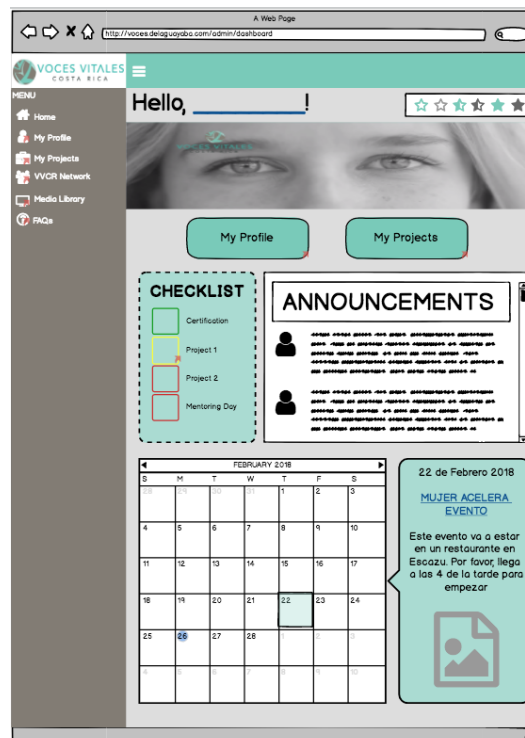 A Web Page
http://voces.delaguayaba.com/admin/dashboard
VOCES VITALES
COSTA RICA
MENU
Home
My Profile
My Projects
VVCR Network
Media Library
FAQs
Hello, __________!
VOCES VITALES
My Profile
My Projects
CHECKLIST
Certification
Project 1
Project 2
Mentoring Day
ANNOUNCEMENTS
FEBRUARY 2018
S M T W T F S
28 29 30 31 1 2 3
4 5 6 7 8 9 10
11 12 13 14 15 16 17
18 19 20 21 22 23 24
25 26 27 28 1 2 3
4 5 6 7 8 9 10
22 de Febrero 2018
MUJER ACELERA
EVENTO
Este evento va a estar
en un restaurante en
Escazu. Por favor, llega
a las 4 de la tarde para
empezar